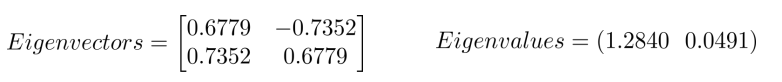 Eigenvectors = [0.6779 −0.7352
0.7352 0.6779] Eigenvalues = (1.2840 0.0491)